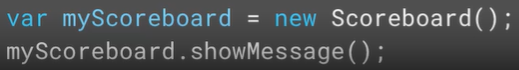 var myScoreboard = new Scoreboard();
myScoreboard.showMessage();